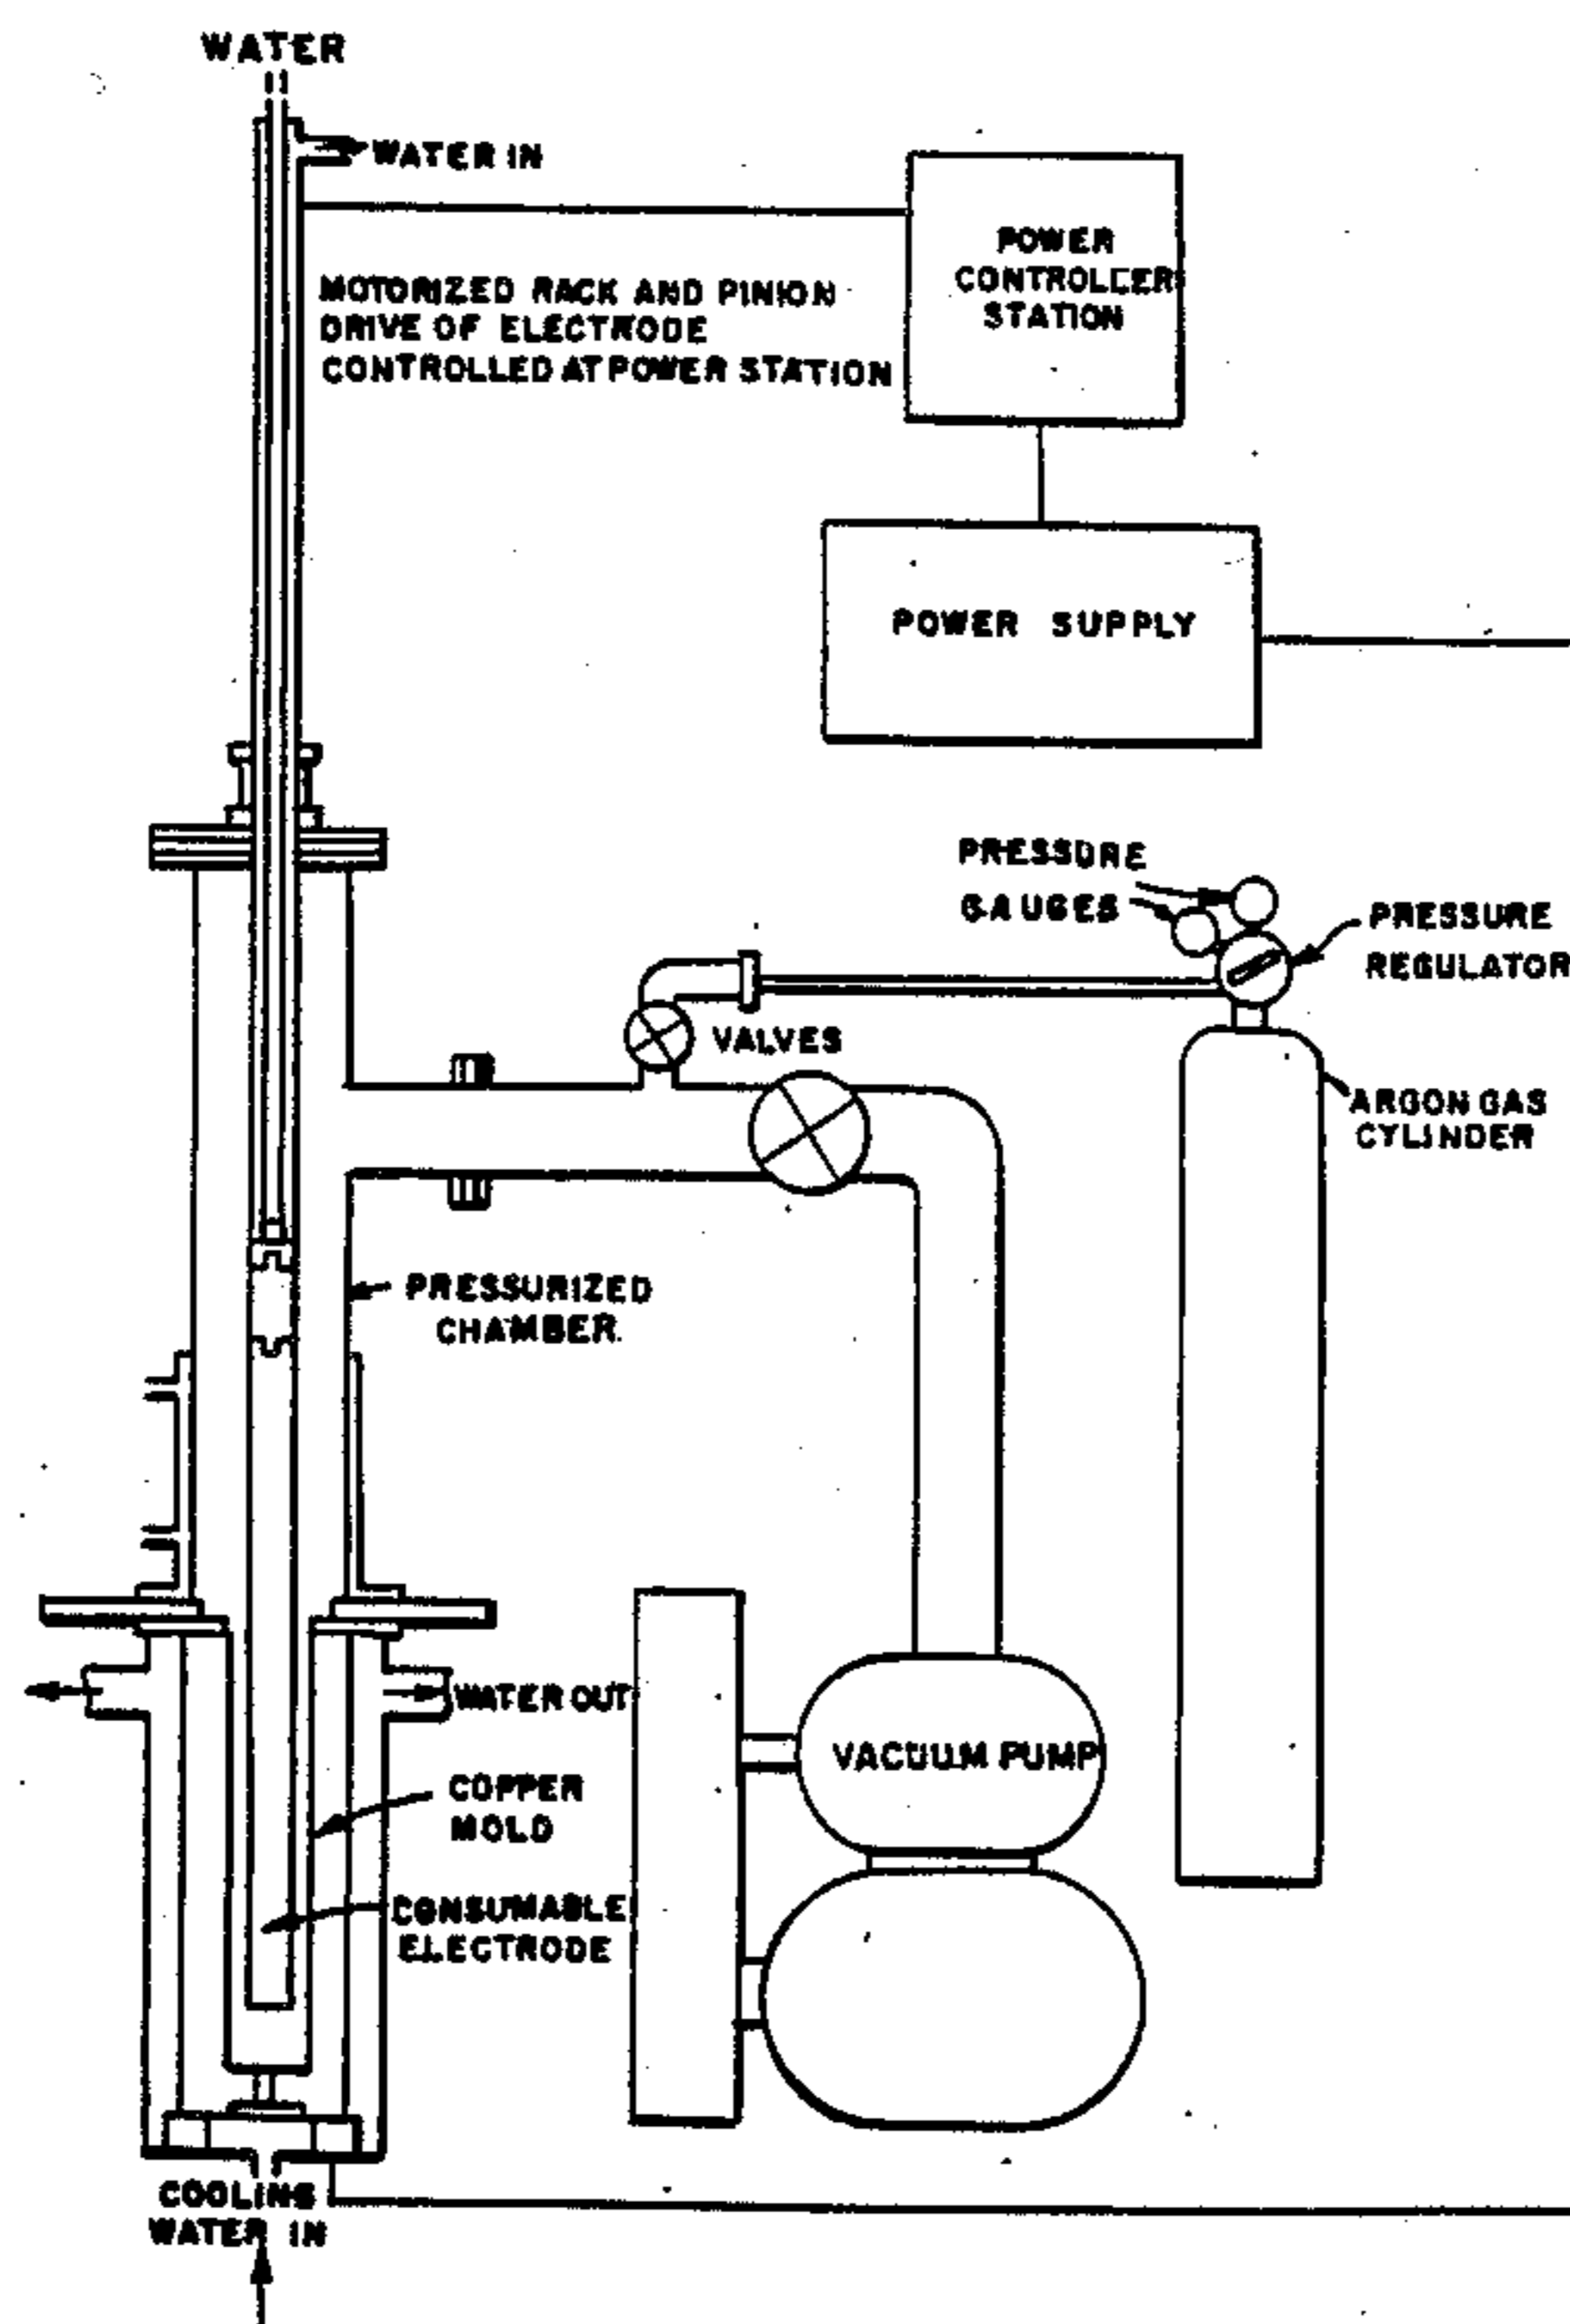 WATER
WATER IN
POWER
CONTROLLER
STATION
MOTORIZED RACK AND PINION
DRIVE OF ELECTRODE
CONTROLLED AT POWER STATION
POWER SUPPLY
PRESSURE
GAUGES
PRESSURE
REGULATOR
VALVES
ARGON GAS
CYLINDER
PRESSURIZED
CHAMBER
WATER OUT
VACUUM PUMP
COPPER
MOLD
CONSUMABLE
ELECTRODE
COOLING
WATER IN